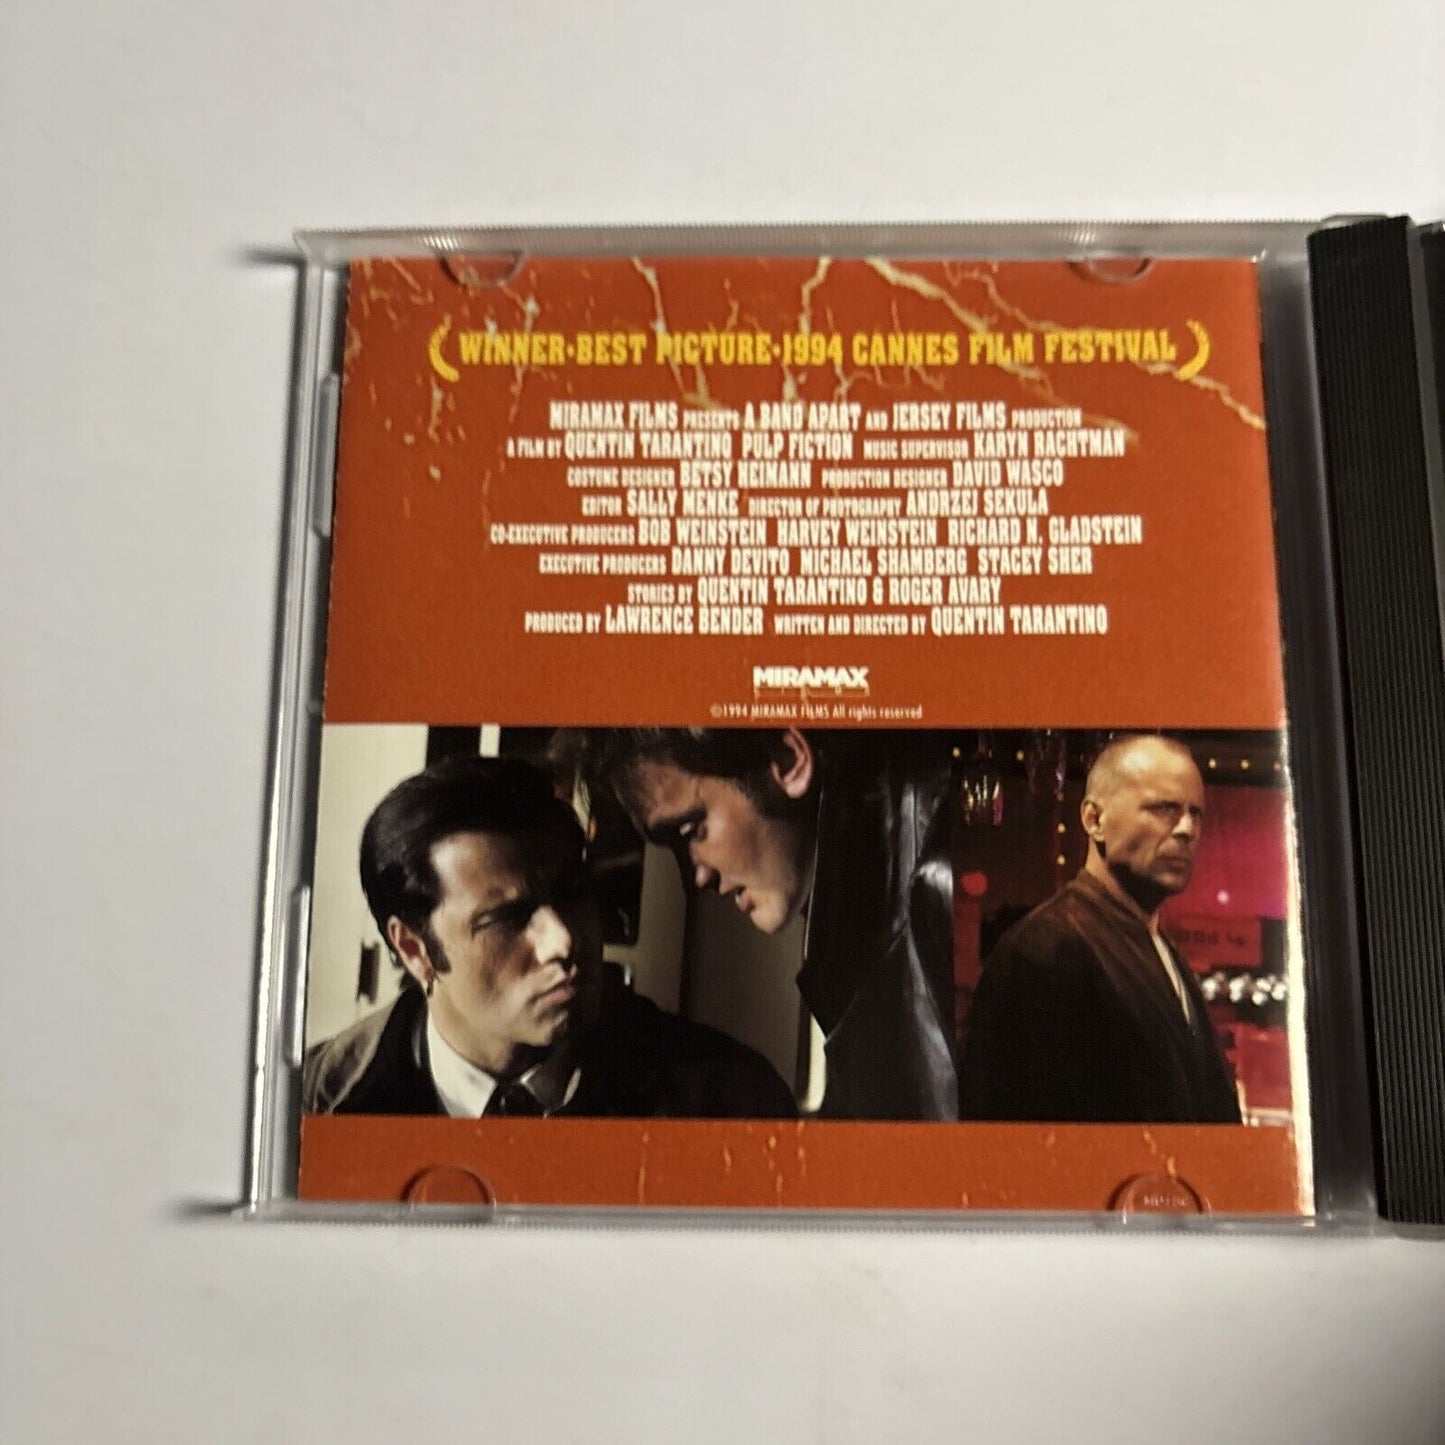 WINNER•BEST PICTURE•1994 CANNES FILM FESTIVAL
MIRAMAX FILMS PRESENTS A BAND APART AND JERSEY FILMS PRODUCTION
A FILM BY QUENTIN TARANTINO PULP FICTION MUSIC SUPERVISOR KARYN RACHTMAN
COSTUME DESIGNER BETSY HEIMANN PRODUCTION DESIGNER DAVID WASCO
EDITOR SALLY MENKE DIRECTOR OF PHOTOGRAPHY ANDRZEJ SEKULA
CO-EXECUTIVE PRODUCERS BOB WEINSTEIN HARVEY WEINSTEIN RICHARD N. GLADSTEIN
EXECUTIVE PRODUCERS DANNY DEVITO MICHAEL SHAMBERG STACEY SHER
STORIES BY QUENTIN TARANTINO & ROGER AVARY
PRODUCED BY LAWRENCE BENDER WRITTEN AND DIRECTED BY QUENTIN TARANTINO
MIRAMAX
©1994 MIRAMAX FILMS All rights reserved